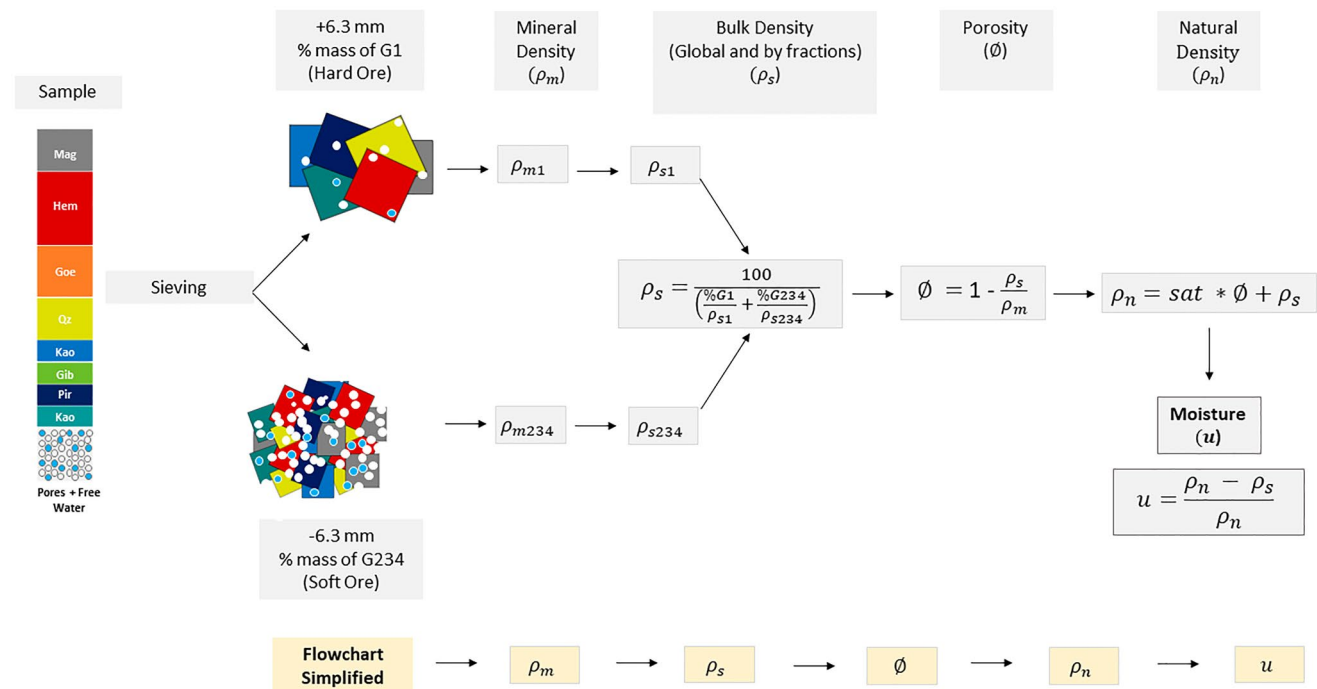 Sample
Mag
Hem
Goe
Qz
Kao
Gib
Pir
Kao
Pores + Free
Water
Sieving
+6.3 mm
% mass of G1
(Hard Ore)
-6.3 mm
% mass of G234
(Soft Ore)
Mineral
Density
(ρm)
ρm1
ρm234
Bulk Density
(Global and by fractions)
(ρs)
ρs1
ρs = 100 / (%G1/ρs1 + %G234/ρs234)
ρs234
Porosity
(Ø)
Ø = 1 - ρs/ρm
Natural
Density
(ρn)
ρn = sat * Ø + ρs
Moisture
(u)
u = ρn − ρs / ρn
Flowchart
Simplified
ρm
ρs
Ø
ρn
u